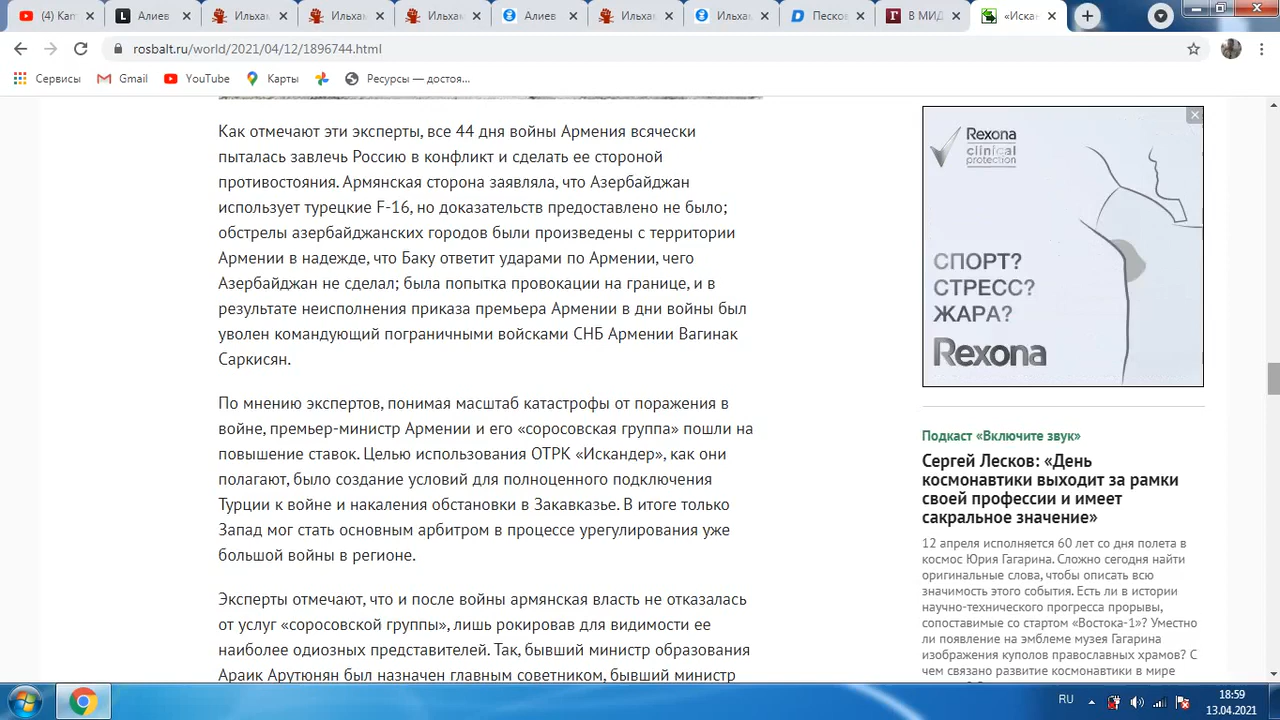 (4) Кап
Алиев
Ильхам
Ильхам
Ильхам
Алиев
Ильхам
Ильхам
Песков
В МИД
«Искан
rosbalt.ru/world/2021/04/12/1896744.html
Сервисы
Gmail
YouTube
Карты
Ресурсы — достоя...
Как отмечают эти эксперты, все 44 дня войны Армения всячески
пыталась завлечь Россию в конфликт и сделать ее стороной
противостояния. Армянская сторона заявляла, что Азербайджан
использует турецкие F-16, но доказательств предоставлено не было;
обстрелы азербайджанских городов были произведены с территории
Армении в надежде, что Баку ответит ударами по Армении, чего
Азербайджан не сделал; была попытка провокации на границе, и в
результате неисполнения приказа премьера Армении в дни войны был
уволен командующий пограничными войсками СНБ Армении Вагинак
Саркисян.
По мнению экспертов, понимая масштаб катастрофы от поражения в
войне, премьер-министр Армении и его «соросовская группа» пошли на
повышение ставок. Целью использования ОТРК «Искандер», как они
полагают, было создание условий для полноценного подключения
Турции к войне и накаления обстановки в Закавказье. В итоге только
Запад мог стать основным арбитром в процессе урегулирования уже
большой войны в регионе.
Эксперты отмечают, что и после войны армянская власть не отказалась
от услуг «соросовской группы», лишь рокировав для видимости ее
наиболее одиозных представителей. Так, бывший министр образования
Араик Арутюнян был назначен главным советником, бывший министр
Rexona
clinical
protection
СПОРТ?
СТРЕСС?
ЖАРА?
Rexona
Подкаст «Включите звук»
Сергей Лесков: «День
космонавтики выходит за рамки
своей профессии и имеет
сакральное значение»
12 апреля исполняется 60 лет со дня полета в
космос Юрия Гагарина. Сложно сегодня найти
оригинальные слова, чтобы описать всю
значимость этого события. Есть ли в истории
научно-технического прогресса прорывы,
сопоставимые со стартом «Востока-1»? Уместно
ли появление на эмблеме музея Гагарина
изображения куполов православных храмов? С
чем связано развитие космонавтики в мире
RU
18:59
13.04.2021